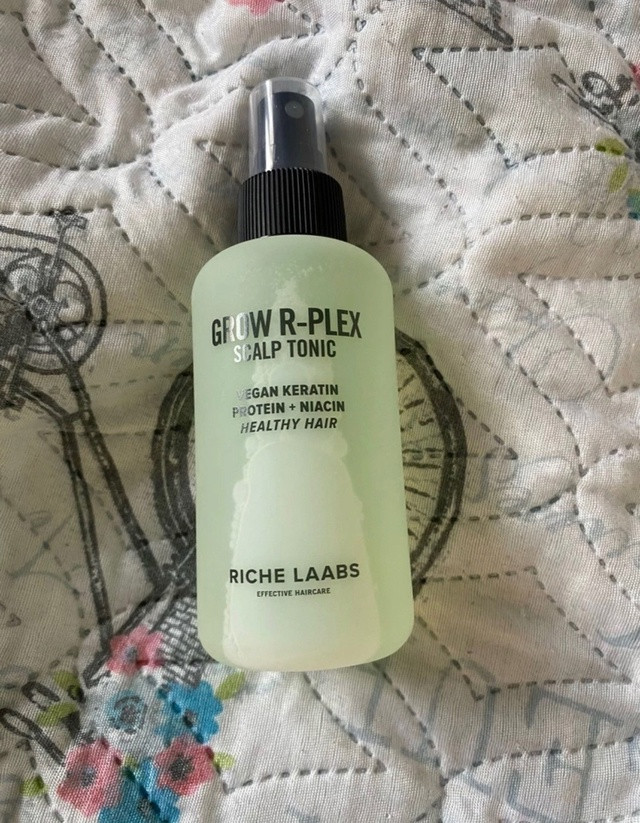 GROW R-PLEX
SCALP TONIC
VEGAN KERATIN
PROTEIN + NIACIN
HEALTHY HAIR
RICHE LAABS
EFFECTIVE HAIRCARE